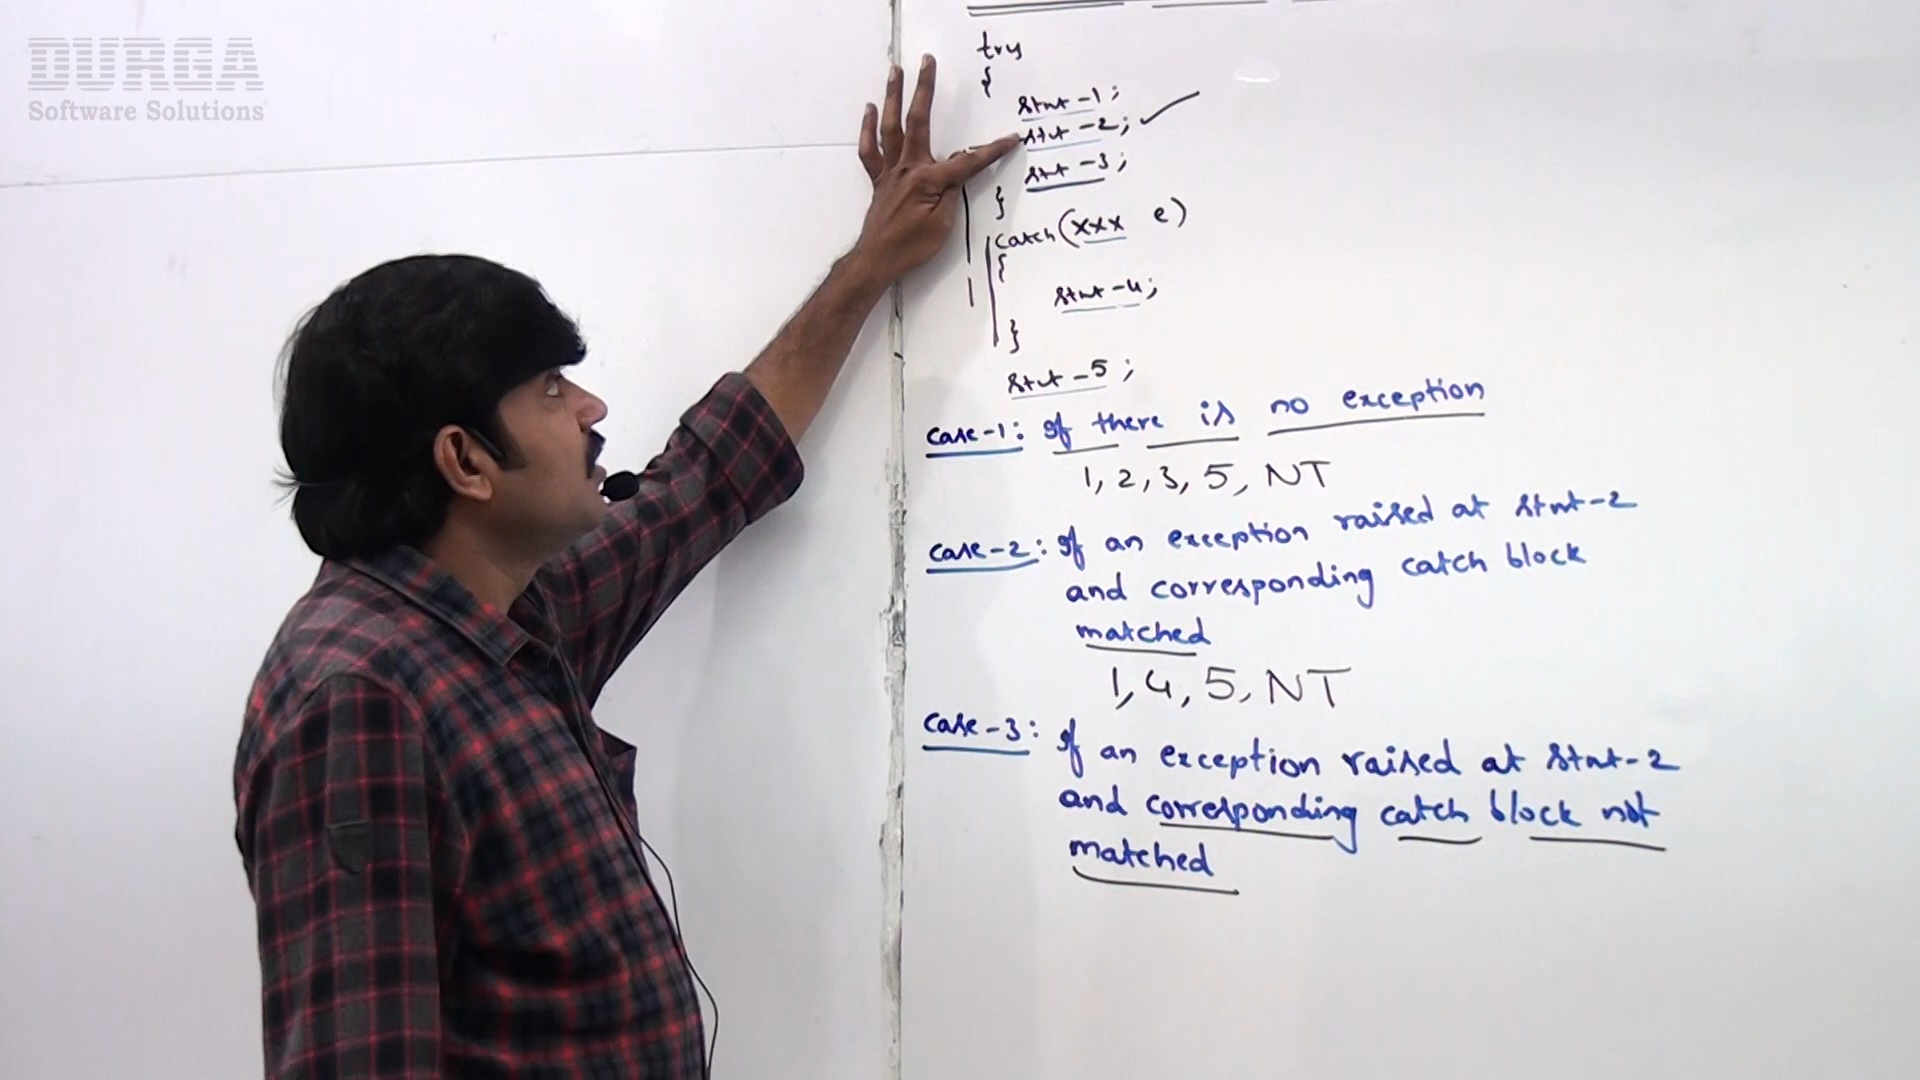 DURGA
Software Solutions
try
{
stmt-1;
stmt-2;
stmt-3;
}
catch(xxx e)
{
stmt-4;
}
stmt-5;
case-1: If there is no exception
1, 2, 3, 5, NT
case-2: If an exception raised at stmt-2
and corresponding catch block
matched
1, 4, 5, NT
case-3: If an exception raised at stmt-2
and corresponding catch block not
matched